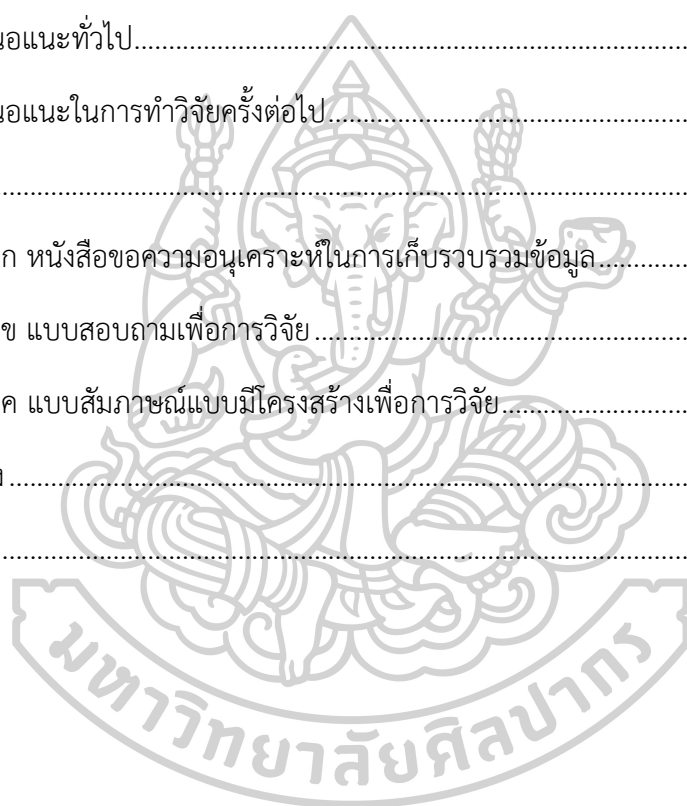 นอแนะทั่วไป
นอแนะในการทำวิจัยครั้งต่อไป
ก หนังสือขอความอนุเคราะห์ในการเก็บรวบรวมข้อมูล
ข แบบสอบถามเพื่อการวิจัย
ค แบบสัมภาษณ์แบบมีโครงสร้างเพื่อการวิจัย
มหาวิทยาลัยศิลปากร